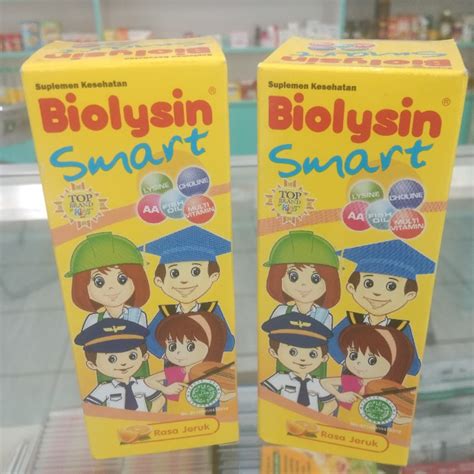 Suplemen Kesehatan
Biolysin®
Smart
LYSINE
CHOLINE
AA
FISH OIL
MULTI VITAMIN
TOP
BRAND
Rasa Jeruk
Suplemen Kesehatan
Biolysin®
Smart
LYSINE
CHOLINE
AA
FISH OIL
MULTI VITAMIN
TOP
BRAND
Rasa Jeruk